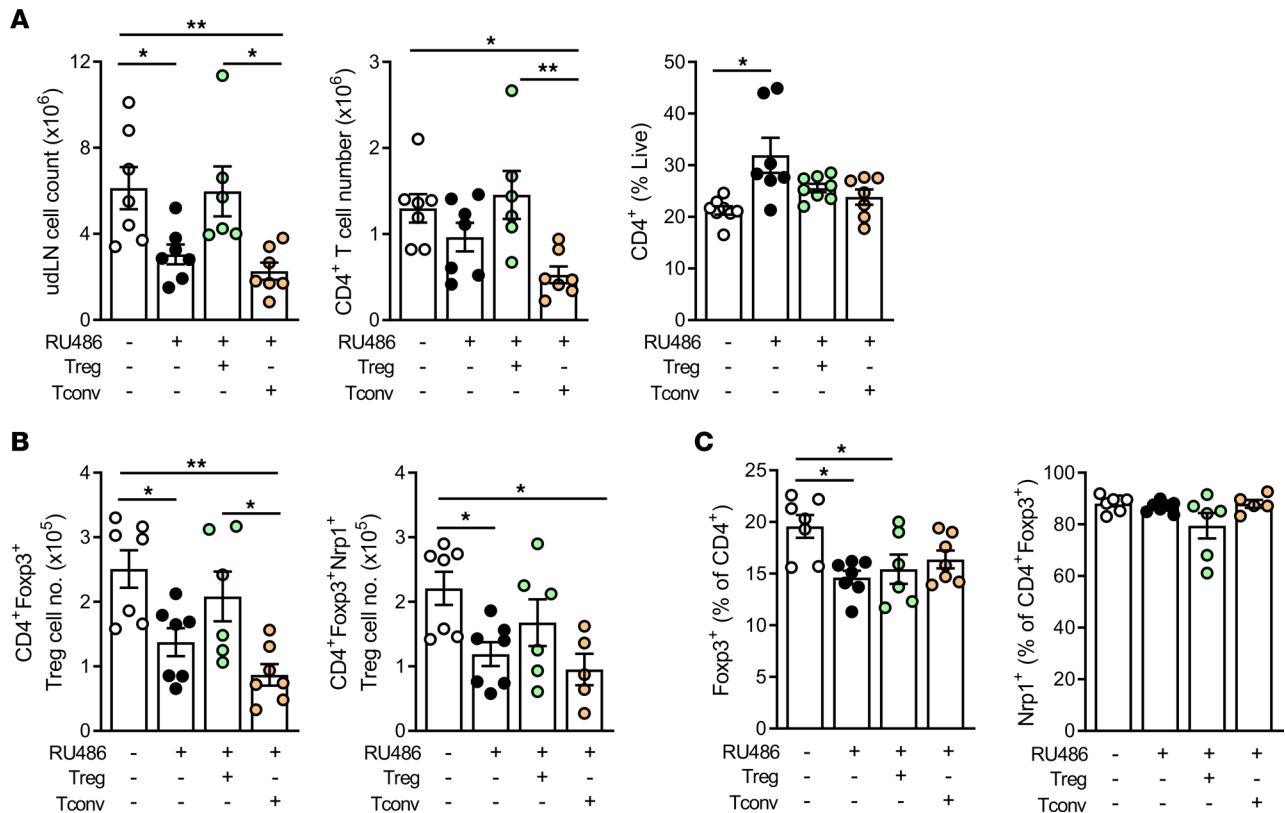 A
udLN cell count (x10⁶)
12
8
4
0
**
*
*
RU486 - + + +
Treg - - + -
Tconv - - - +
CD4⁺ T cell number (x10⁶)
3
2
1
0
*
**
RU486 - + + +
Treg - - + -
Tconv - - - +
CD4⁺ (% Live)
50
40
30
20
10
0
*
RU486 - + + +
Treg - - + -
Tconv - - - +
B
CD4⁺Foxp3⁺
Treg cell no. (x10⁵)
4
3
2
1
0
**
*
*
RU486 - + + +
Treg - - + -
Tconv - - - +
CD4⁺Foxp3⁺Nrp1⁺
Treg cell no. (x10⁵)
4
3
2
1
0
*
*
RU486 - + + +
Treg - - + -
Tconv - - - +
C
Foxp3⁺ (% of CD4⁺)
25
20
15
10
5
0
*
*
RU486 - + + +
Treg - - + -
Tconv - - - +
Nrp1⁺ (% of CD4⁺Foxp3⁺)
100
80
60
40
20
0
RU486 - + + +
Treg - - + -
Tconv - - - +